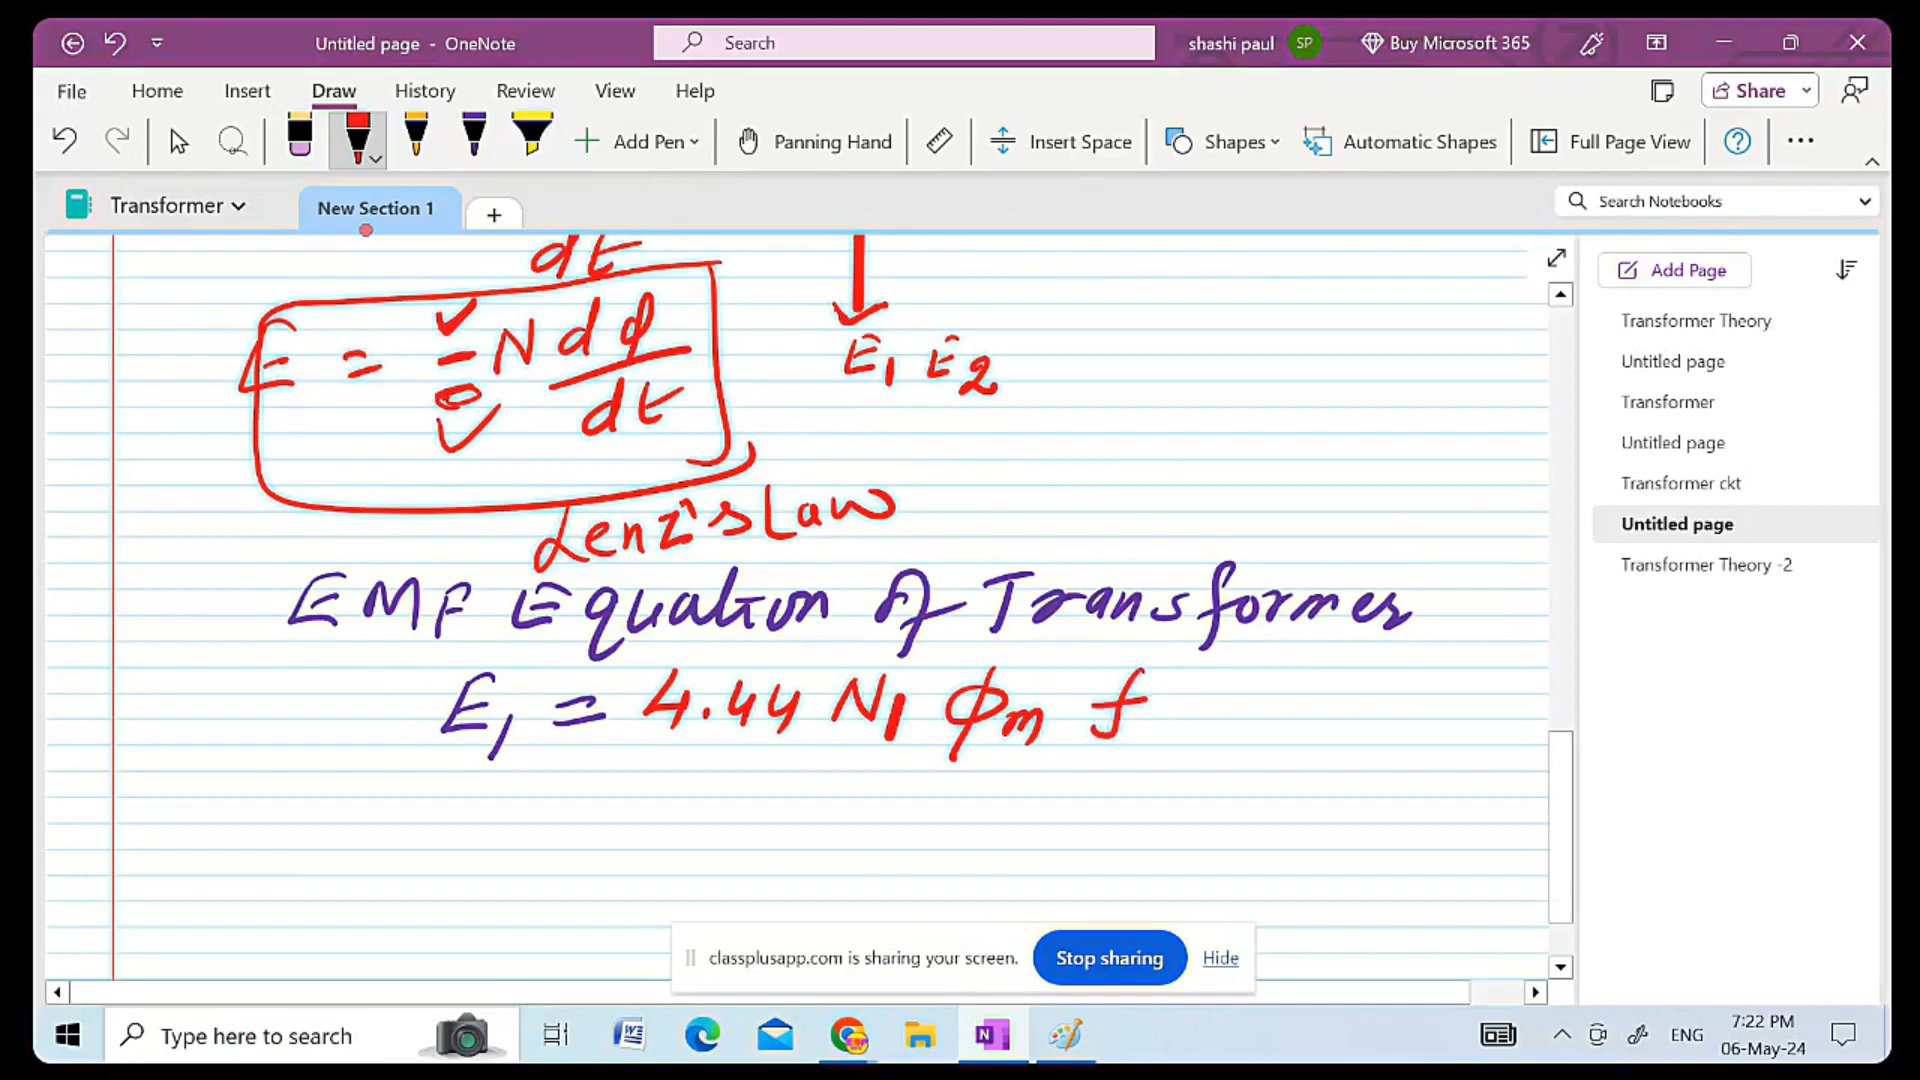 Untitled page - OneNote
Search
shashi paul SP
Buy Microsoft 365
File Home Insert Draw History Review View Help
Share
Add Pen
Panning Hand
Insert Space
Shapes
Automatic Shapes
Full Page View
Transformer
New Section 1
Search Notebooks
dt
E = - N dφ/dt
E1 E2
Lenz's Law
EMF Equation of Transformer
E1 = 4.44 N1 φm f
Add Page
Transformer Theory
Untitled page
Transformer
Untitled page
Transformer ckt
Untitled page
Transformer Theory -2
classplusapp.com is sharing your screen.
Stop sharing
Hide
Type here to search
ENG
7:22 PM
06-May-24